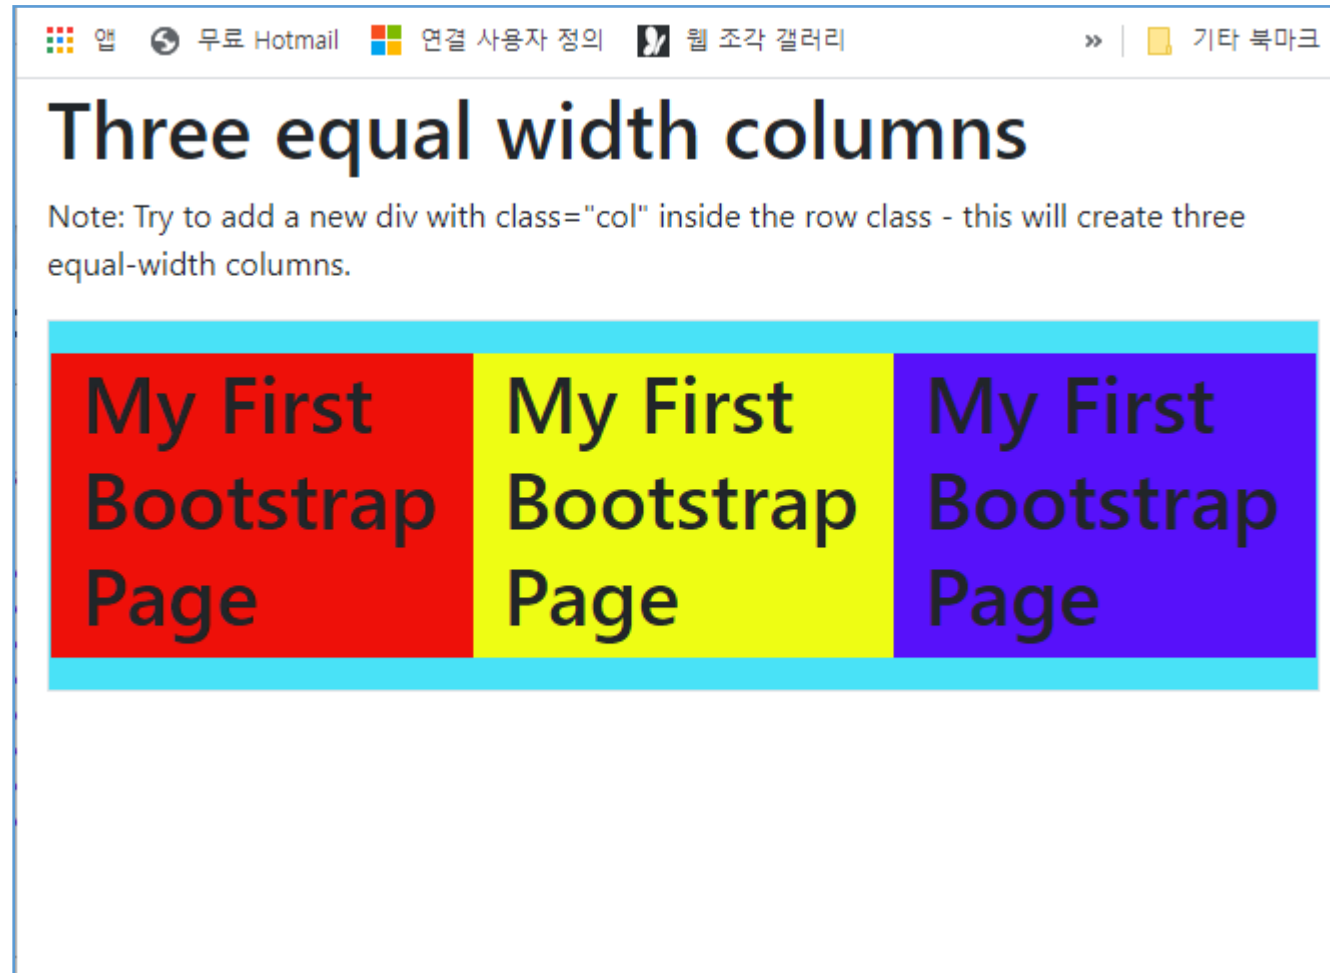 앱 무료 Hotmail 연결 사용자 정의 웹 조각 갤러리 » 기타 북마크
Three equal width columns
Note: Try to add a new div with class="col" inside the row class - this will create three
equal-width columns.
My First
Bootstrap
Page
My First
Bootstrap
Page
My First
Bootstrap
Page